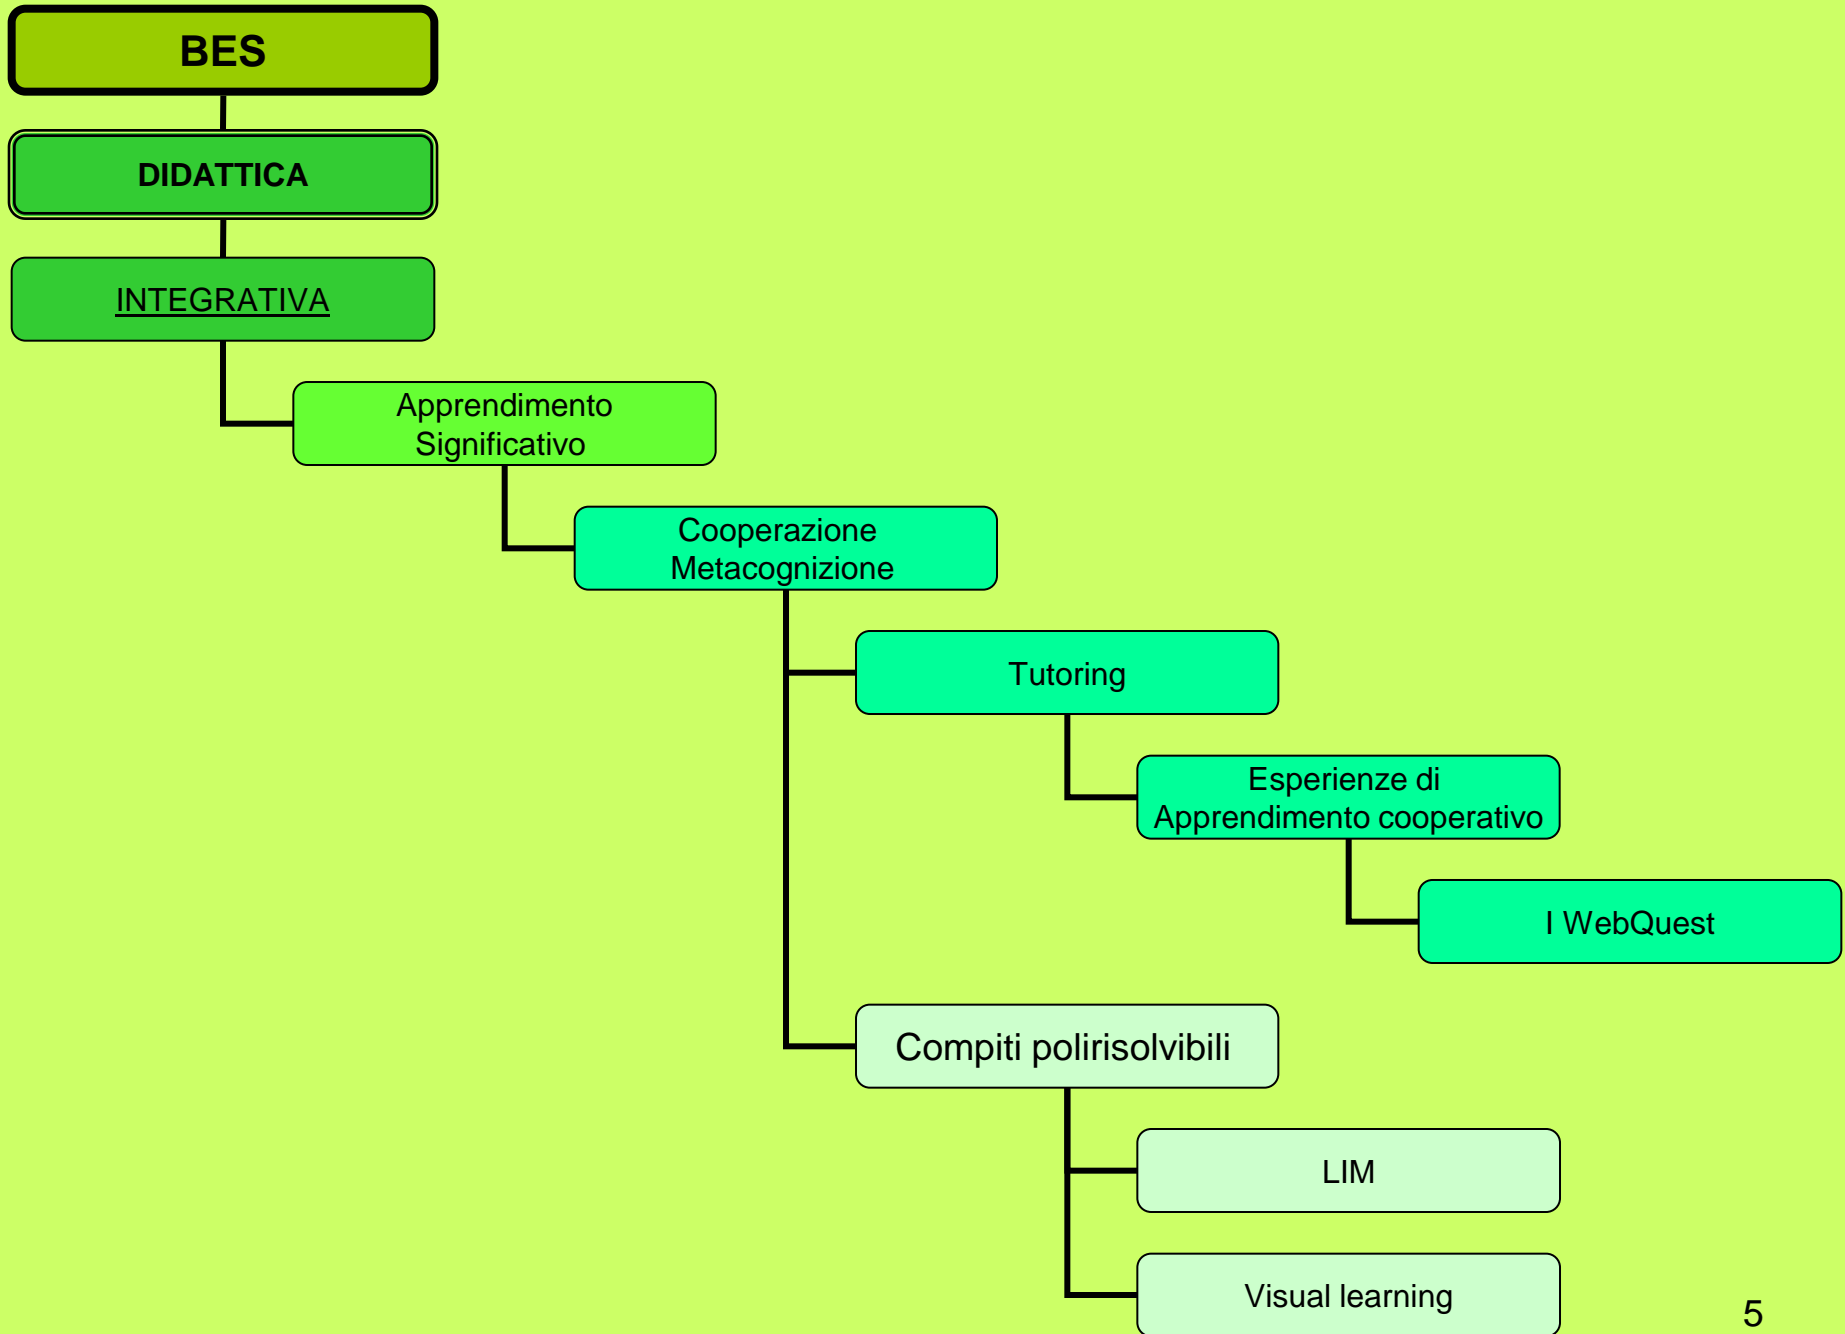 BES
DIDATTICA
INTEGRATIVA
Apprendimento
Significativo
Cooperazione
Metacognizione
Tutoring
Esperienze di
Apprendimento cooperativo
I WebQuest
Compiti polirisolvibili
LIM
Visual learning
5